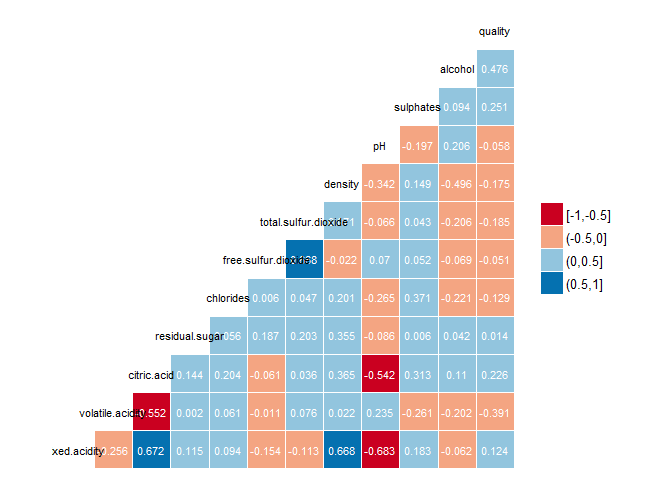 quality
alcohol 0.476
sulphates 0.094 0.251
pH -0.197 0.206 -0.058
density -0.342 0.149 -0.496 -0.175
total.sulfur.dioxide -0.066 0.043 -0.206 -0.185
free.sulfur.dioxide -0.022 0.07 0.052 -0.069 -0.051
chlorides 0.006 0.047 0.201 -0.265 0.371 -0.221 -0.129
residual.sugar 0.187 0.203 0.355 -0.086 0.006 0.042 0.014
citric.acid 0.144 0.204 -0.061 0.036 0.365 -0.542 0.313 0.11 0.226
volatile.acidity 0.002 0.061 -0.011 0.076 0.022 0.235 -0.261 -0.202 -0.391
xed.acidity 0.672 0.115 0.094 -0.154 -0.113 0.668 -0.683 0.183 -0.062 0.124
[-1,-0.5]
(-0.5,0]
(0,0.5]
(0.5,1]